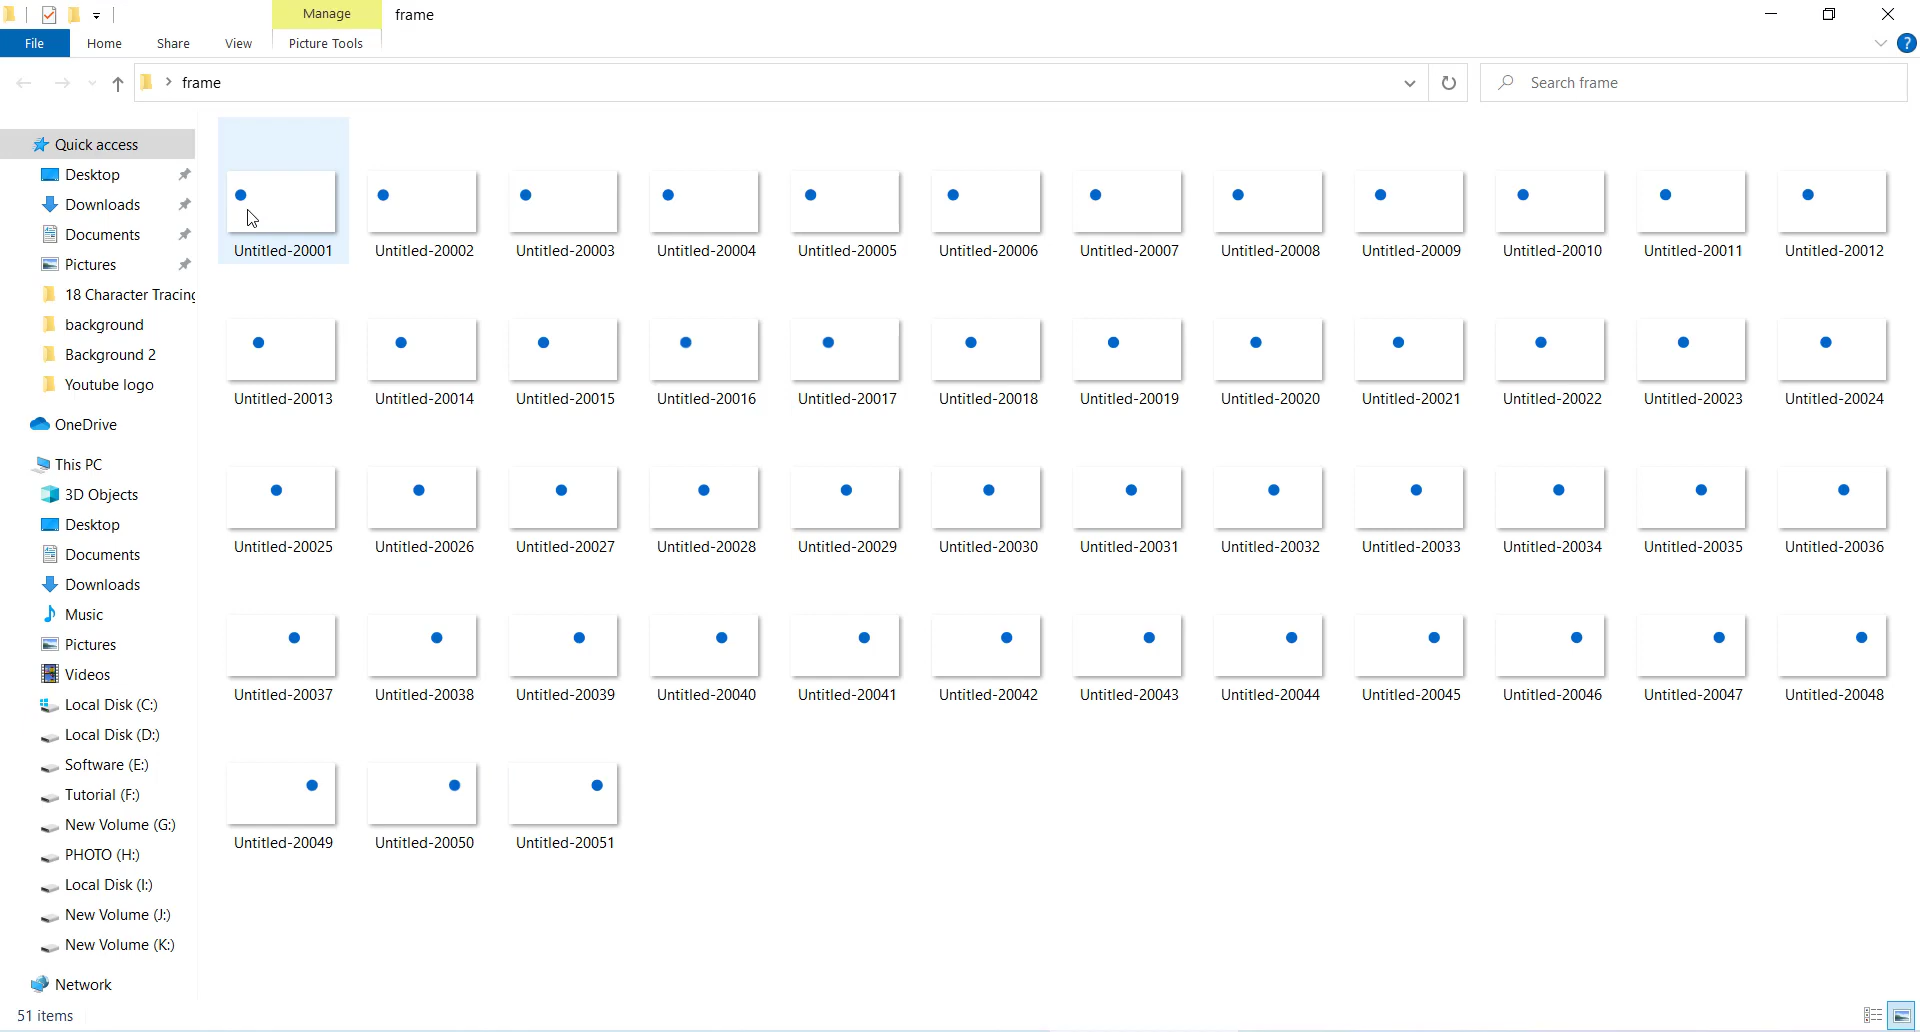 Manage frame
File Home Share View Picture Tools ?
frame Search frame
Quick access
Desktop
Downloads
Documents
Pictures
18 Character Tracing
background
Background 2
Youtube logo
OneDrive
This PC
3D Objects
Desktop
Documents
Downloads
Music
Pictures
Videos
Local Disk (C:)
Local Disk (D:)
Software (E:)
Tutorial (F:)
New Volume (G:)
PHOTO (H:)
Local Disk (I:)
New Volume (J:)
New Volume (K:)
Network
Untitled-20001 Untitled-20002 Untitled-20003 Untitled-20004 Untitled-20005 Untitled-20006 Untitled-20007 Untitled-20008 Untitled-20009 Untitled-20010 Untitled-20011 Untitled-20012
Untitled-20013 Untitled-20014 Untitled-20015 Untitled-20016 Untitled-20017 Untitled-20018 Untitled-20019 Untitled-20020 Untitled-20021 Untitled-20022 Untitled-20023 Untitled-20024
Untitled-20025 Untitled-20026 Untitled-20027 Untitled-20028 Untitled-20029 Untitled-20030 Untitled-20031 Untitled-20032 Untitled-20033 Untitled-20034 Untitled-20035 Untitled-20036
Untitled-20037 Untitled-20038 Untitled-20039 Untitled-20040 Untitled-20041 Untitled-20042 Untitled-20043 Untitled-20044 Untitled-20045 Untitled-20046 Untitled-20047 Untitled-20048
Untitled-20049 Untitled-20050 Untitled-20051
51 items